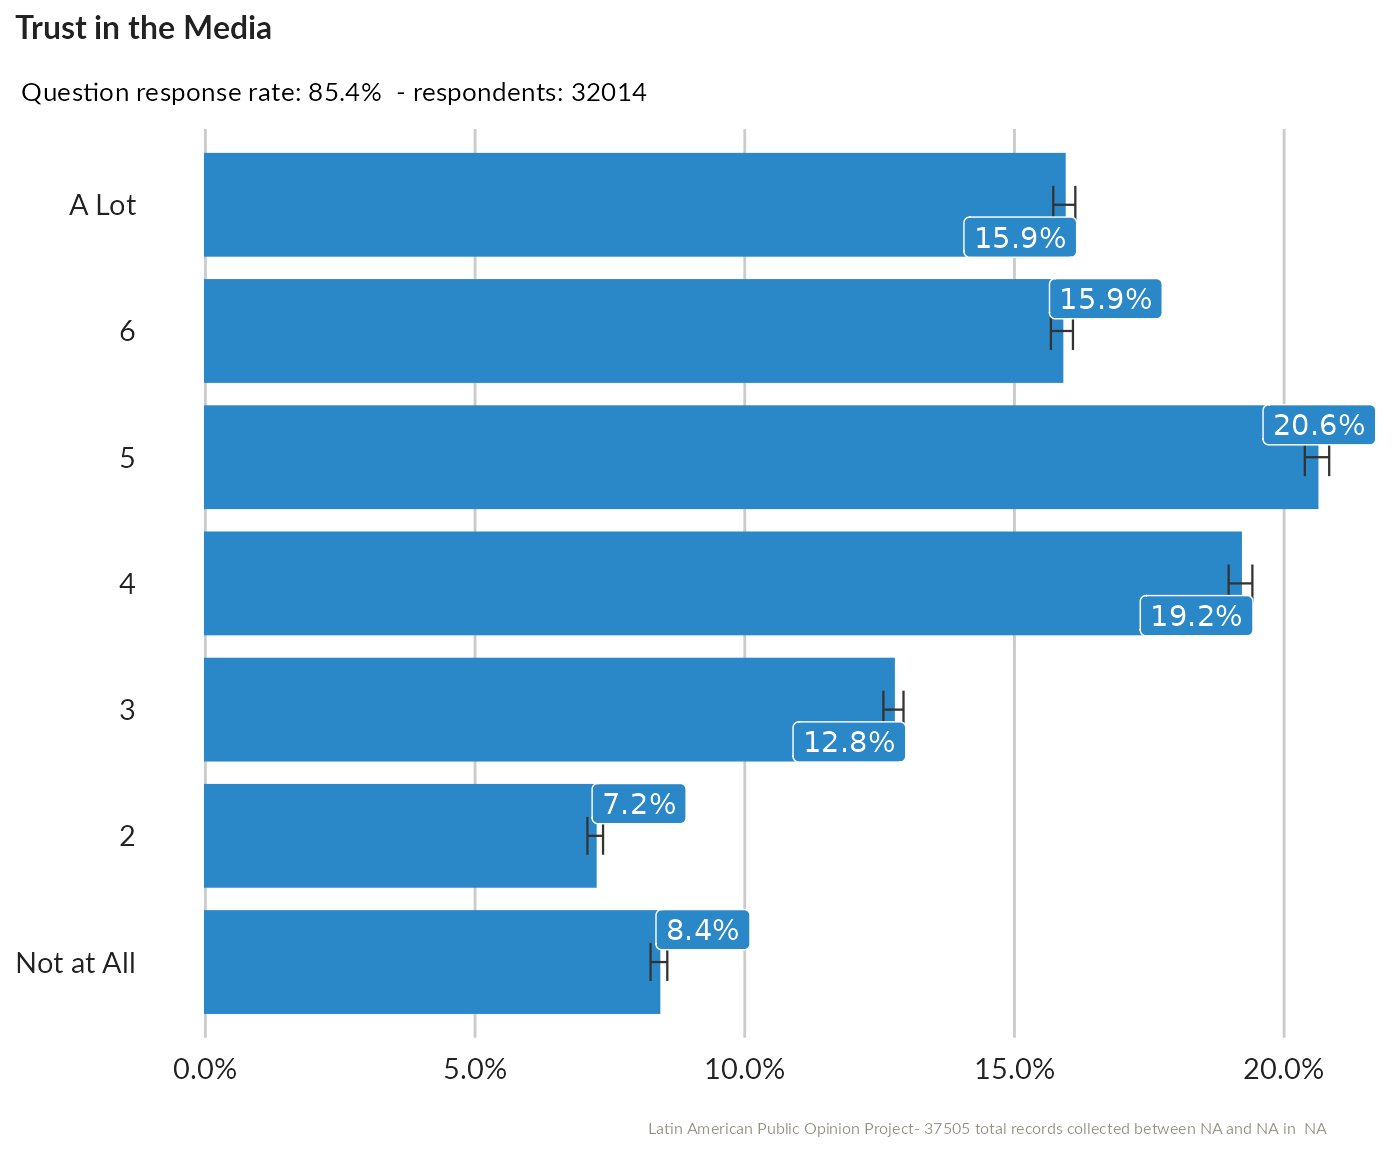 Trust in the Media
Question response rate: 85.4%  - respondents: 32014
A Lot
15.9%
6
15.9%
5
20.6%
4
19.2%
3
12.8%
2
7.2%
Not at All
8.4%
0.0% 5.0% 10.0% 15.0% 20.0%
Latin American Public Opinion Project- 37505 total records collected between NA and NA in  NA